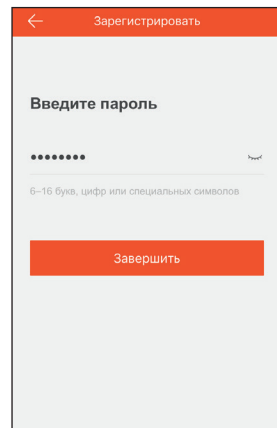 Зарегистрировать
Введите пароль
••••••••
6–16 букв, цифр или специальных символов
Завершить